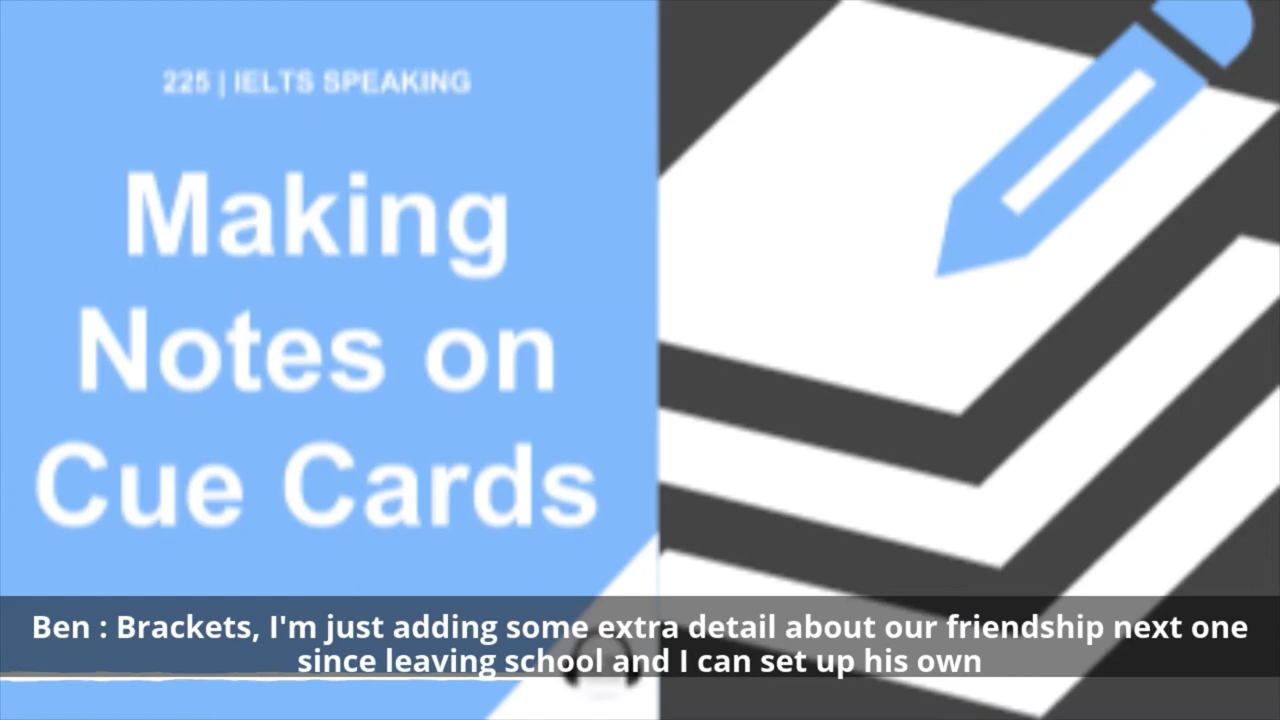 225 | IELTS SPEAKING
Making
Notes on
Cue Cards
Ben : Brackets, I'm just adding some extra detail about our friendship next one
since leaving school and I can set up his own